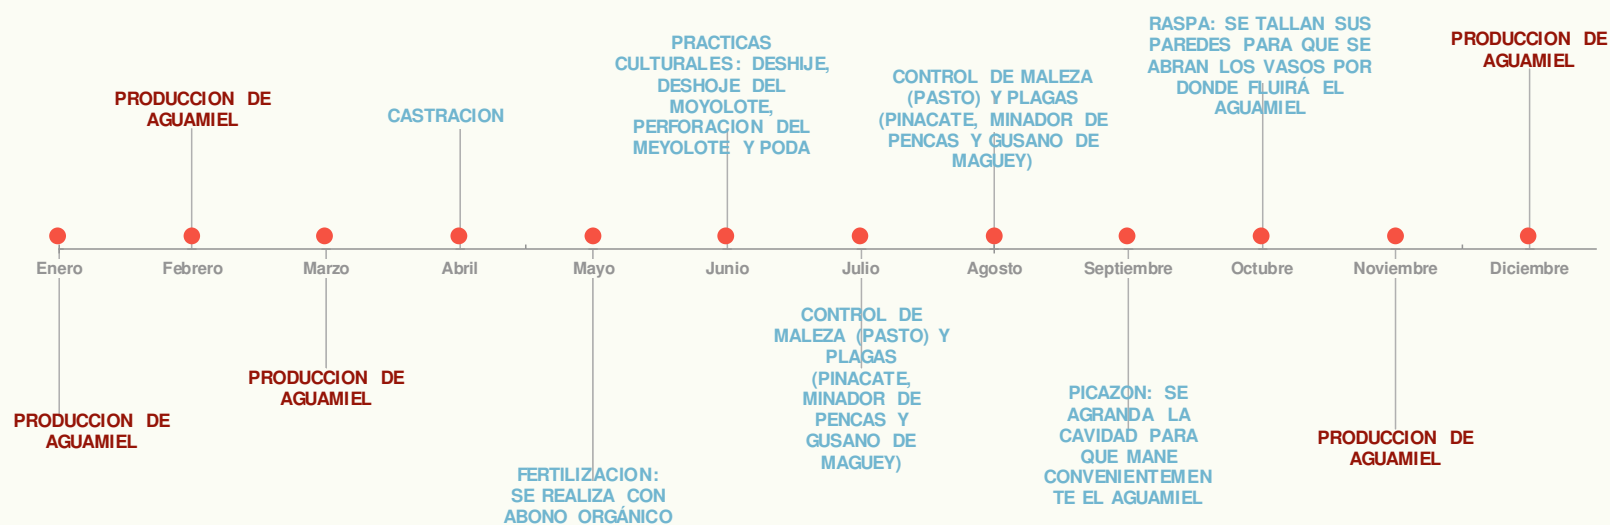 PRODUCCION DE
AGUAMIEL
CASTRACION
PRACTICAS
CULTURALES: DESHIJE,
DESHOJE DEL
MOYOLOTE,
PERFORACION DEL
MEYOLOTE Y PODA
CONTROL DE MALEZA
(PASTO) Y PLAGAS
(PINACATE, MINADOR DE
PENCAS Y GUSANO DE
MAGUEY)
RASPA: SE TALLAN SUS
PAREDES PARA QUE SE
ABRAN LOS VASOS POR
DONDE FLUIRÁ EL
AGUAMIEL
PRODUCCION DE
AGUAMIEL
Enero Febrero Marzo Abril Mayo Junio Julio Agosto Septiembre Octubre Noviembre Diciembre
PRODUCCION DE
AGUAMIEL
PRODUCCION DE
AGUAMIEL
FERTILIZACION:
SE REALIZA CON
ABONO ORGÁNICO
CONTROL DE
MALEZA (PASTO) Y
PLAGAS
(PINACATE,
MINADOR DE
PENCAS Y
GUSANO DE
MAGUEY)
PICAZON: SE
AGRANDA LA
CAVIDAD PARA
QUE MANE
CONVENIENTEMEN
TE EL AGUAMIEL
PRODUCCION DE
AGUAMIEL